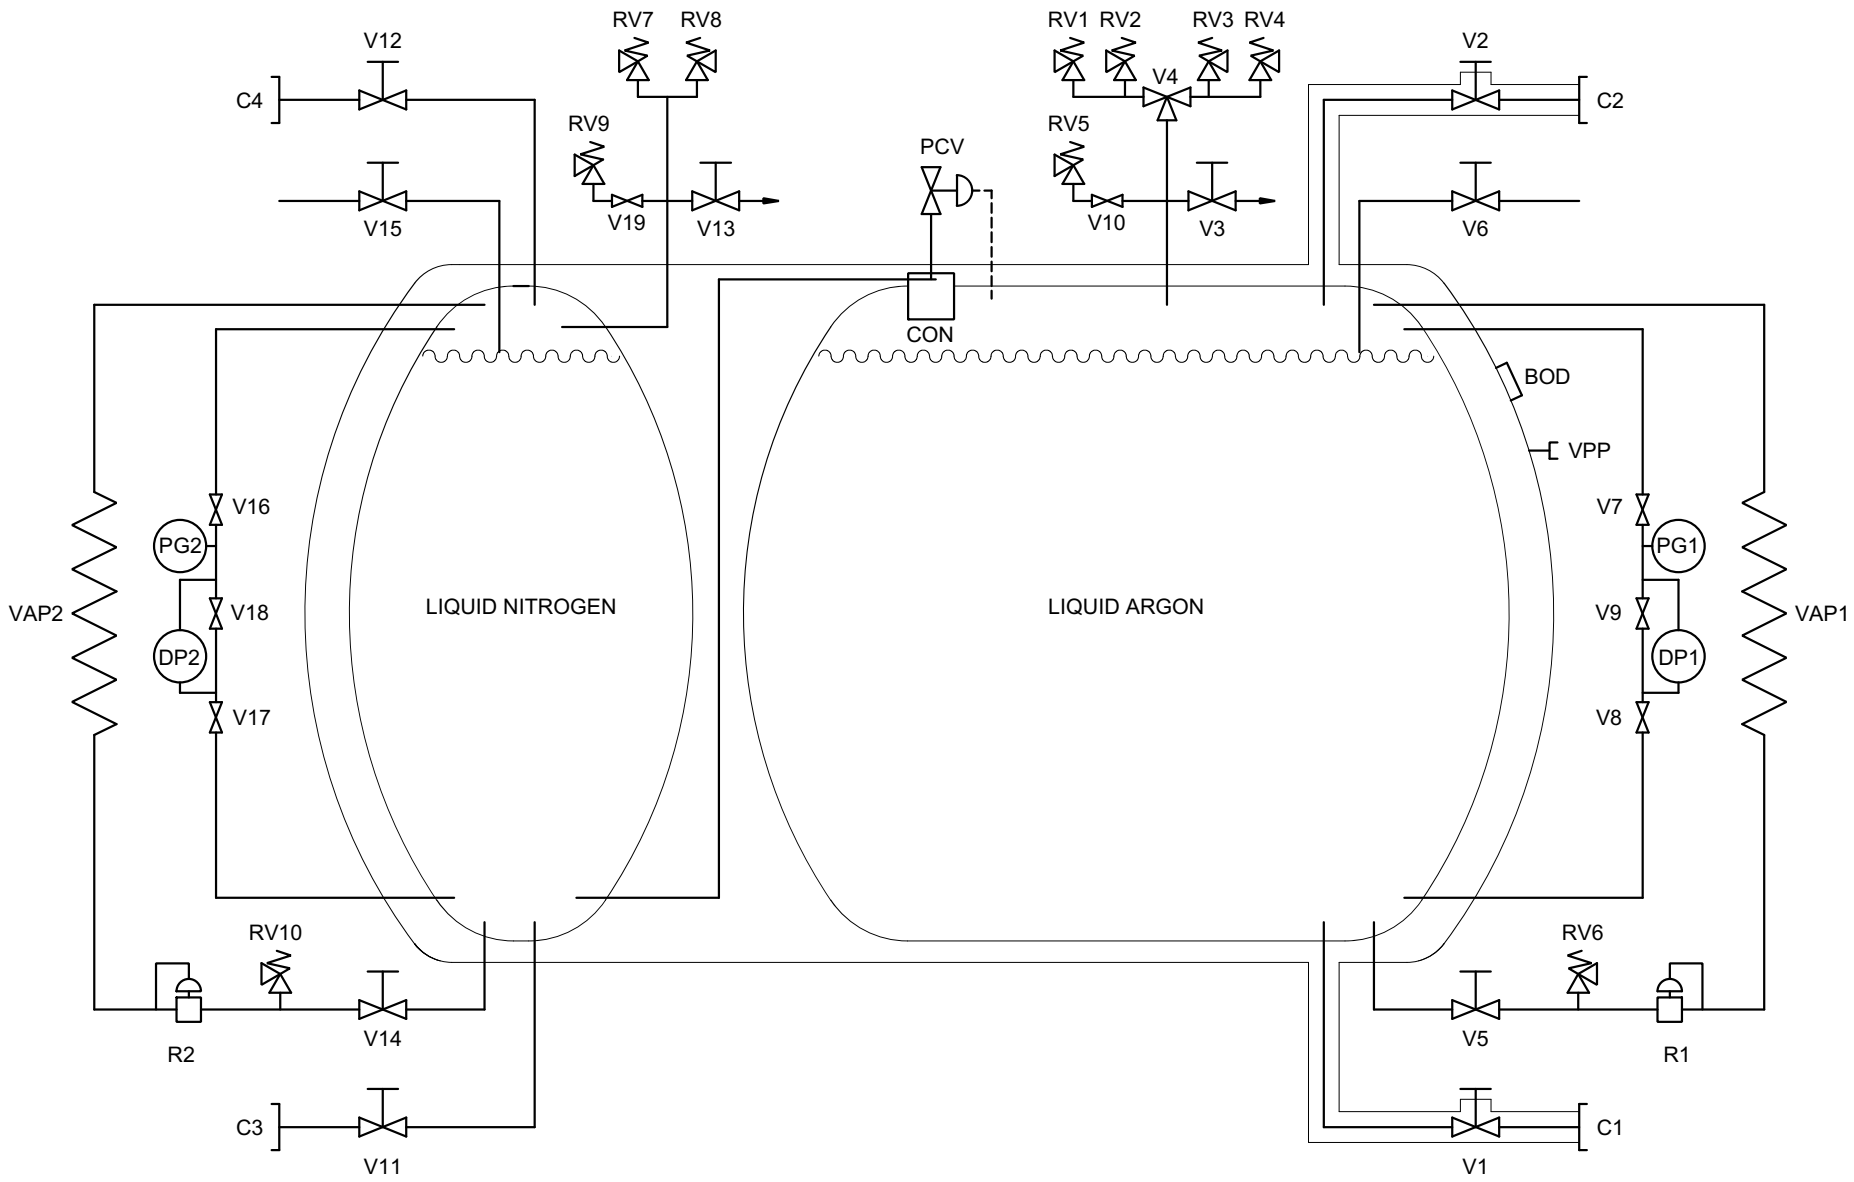 RV7 RV8 RV1 RV2 RV3 RV4
V12 V4 V2
C4 C2
RV9 RV5
PCV
V15 V19 V13 V10 V3 V6
CON
BOD
VPP
V16 V7
PG2 PG1
VAP2 V18 LIQUID NITROGEN LIQUID ARGON V9 VAP1
DP2 DP1
V17 V8
RV10 RV6
V14 V5
R2 R1
C3 C1
V11 V1